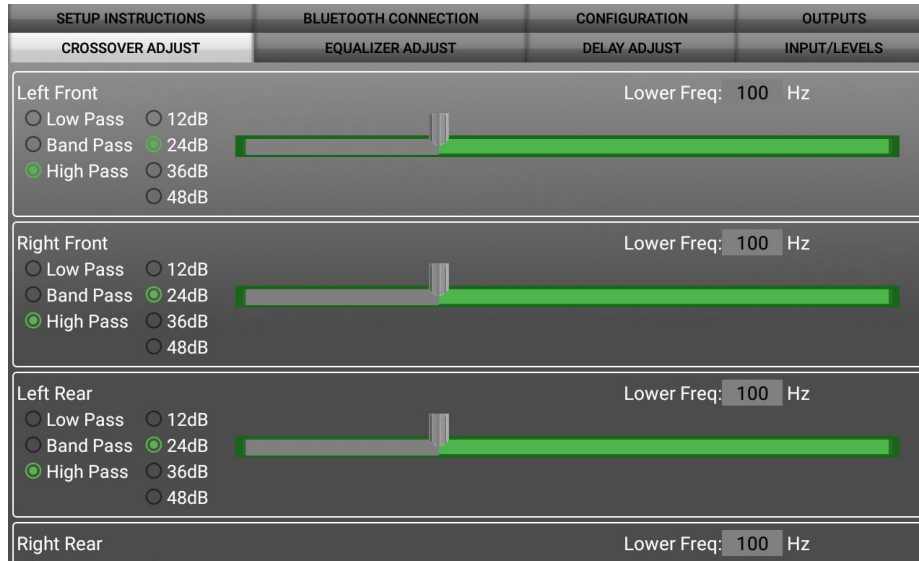 SETUP INSTRUCTIONS BLUETOOTH CONNECTION CONFIGURATION OUTPUTS
CROSSOVER ADJUST EQUALIZER ADJUST DELAY ADJUST INPUT/LEVELS
Left Front Lower Freq: 100 Hz
Low Pass 12dB
Band Pass 24dB
High Pass 36dB
48dB
Right Front Lower Freq: 100 Hz
Low Pass 12dB
Band Pass 24dB
High Pass 36dB
48dB
Left Rear Lower Freq: 100 Hz
Low Pass 12dB
Band Pass 24dB
High Pass 36dB
48dB
Right Rear Lower Freq: 100 Hz